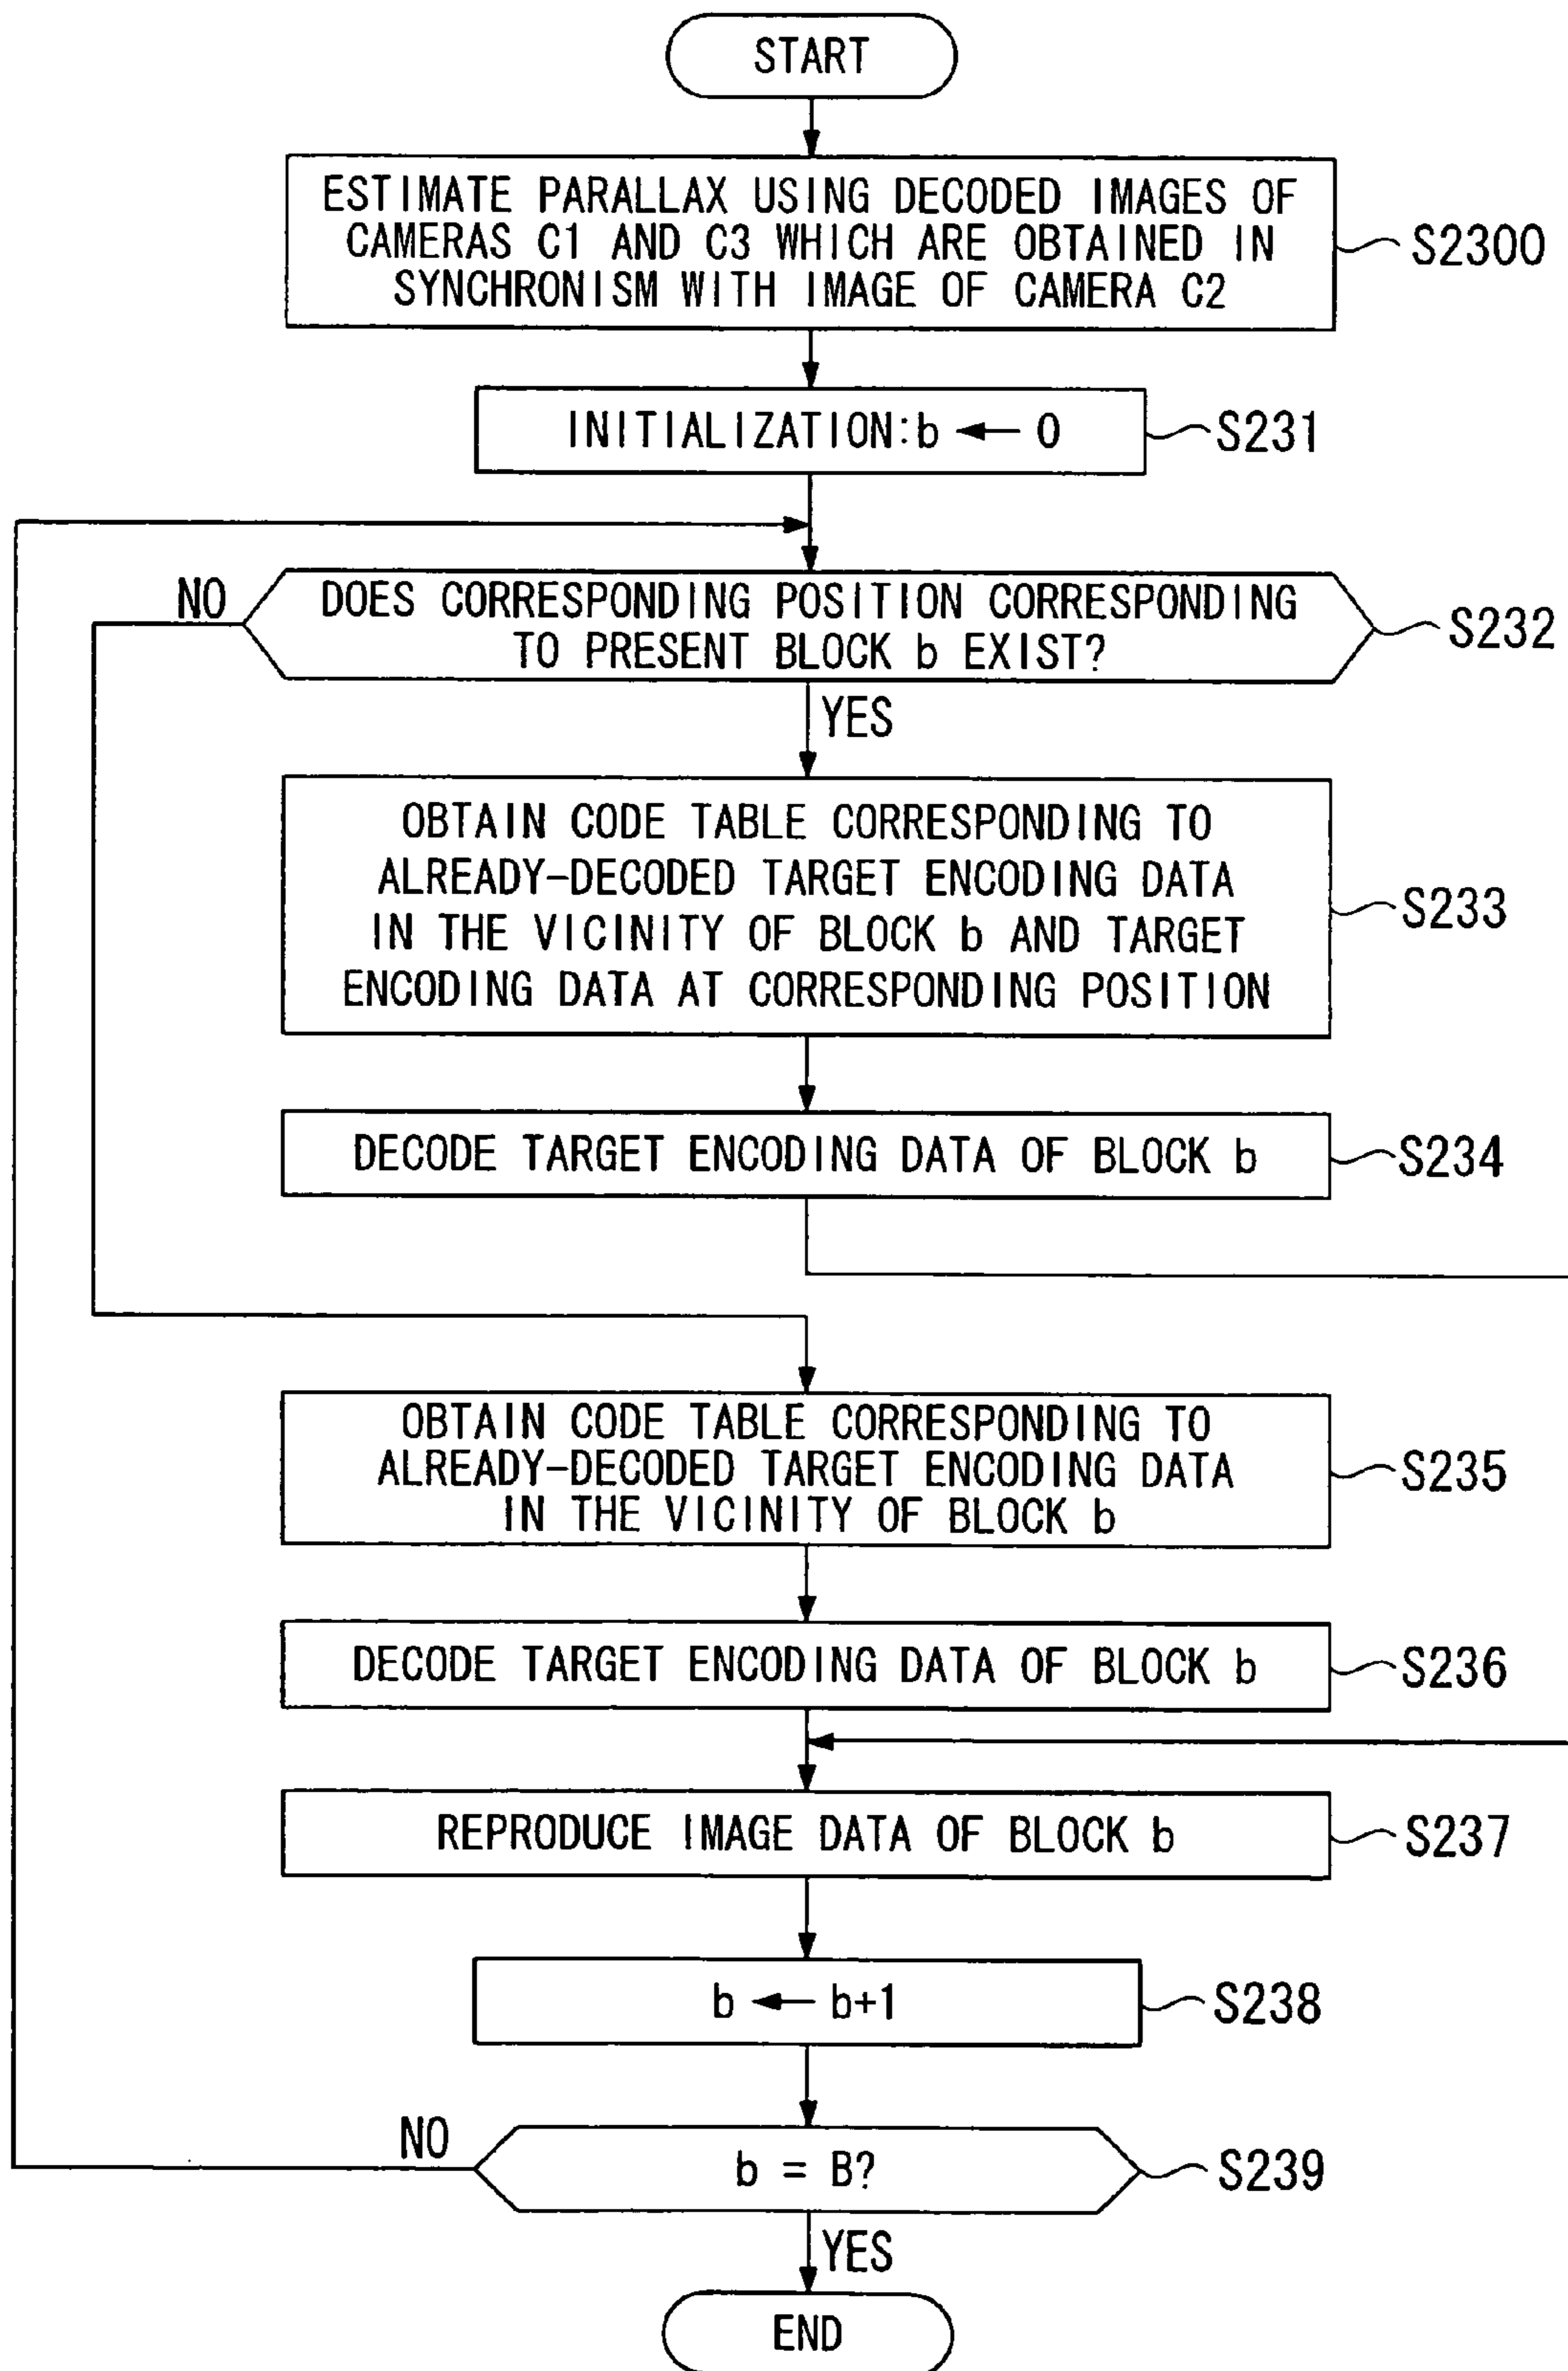 START
ESTIMATE PARALLAX USING DECODED IMAGES OF
CAMERAS C1 AND C3 WHICH ARE OBTAINED IN
SYNCHRONISM WITH IMAGE OF CAMERA C2
S2300
INITIALIZATION:b ← 0
S231
NO
DOES CORRESPONDING POSITION CORRESPONDING
TO PRESENT BLOCK b EXIST?
S232
YES
OBTAIN CODE TABLE CORRESPONDING TO
ALREADY-DECODED TARGET ENCODING DATA
IN THE VICINITY OF BLOCK b AND TARGET
ENCODING DATA AT CORRESPONDING POSITION
S233
DECODE TARGET ENCODING DATA OF BLOCK b
S234
OBTAIN CODE TABLE CORRESPONDING TO
ALREADY-DECODED TARGET ENCODING DATA
IN THE VICINITY OF BLOCK b
S235
DECODE TARGET ENCODING DATA OF BLOCK b
S236
REPRODUCE IMAGE DATA OF BLOCK b
S237
b ← b+1
S238
NO
b = B?
S239
YES
END